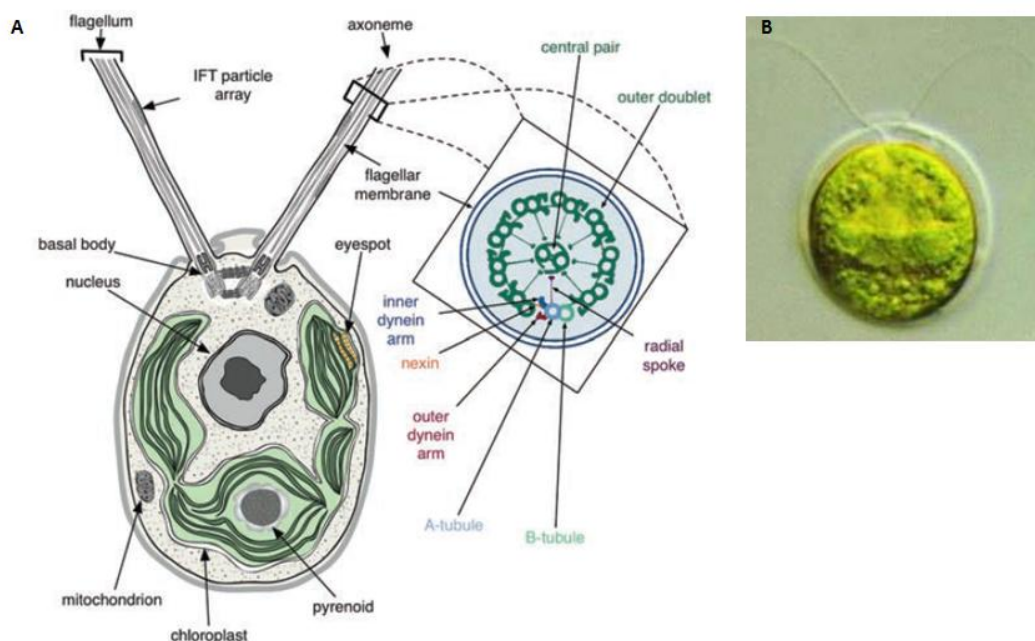 A
flagellum
IFT particle
array
axoneme
central pair
outer doublet
flagellar
membrane
basal body
nucleus
eyespot
inner
dynein
arm
nexin
outer
dynein
arm
radial
spoke
A-tubule
B-tubule
mitochondrion
chloroplast
pyrenoid
B